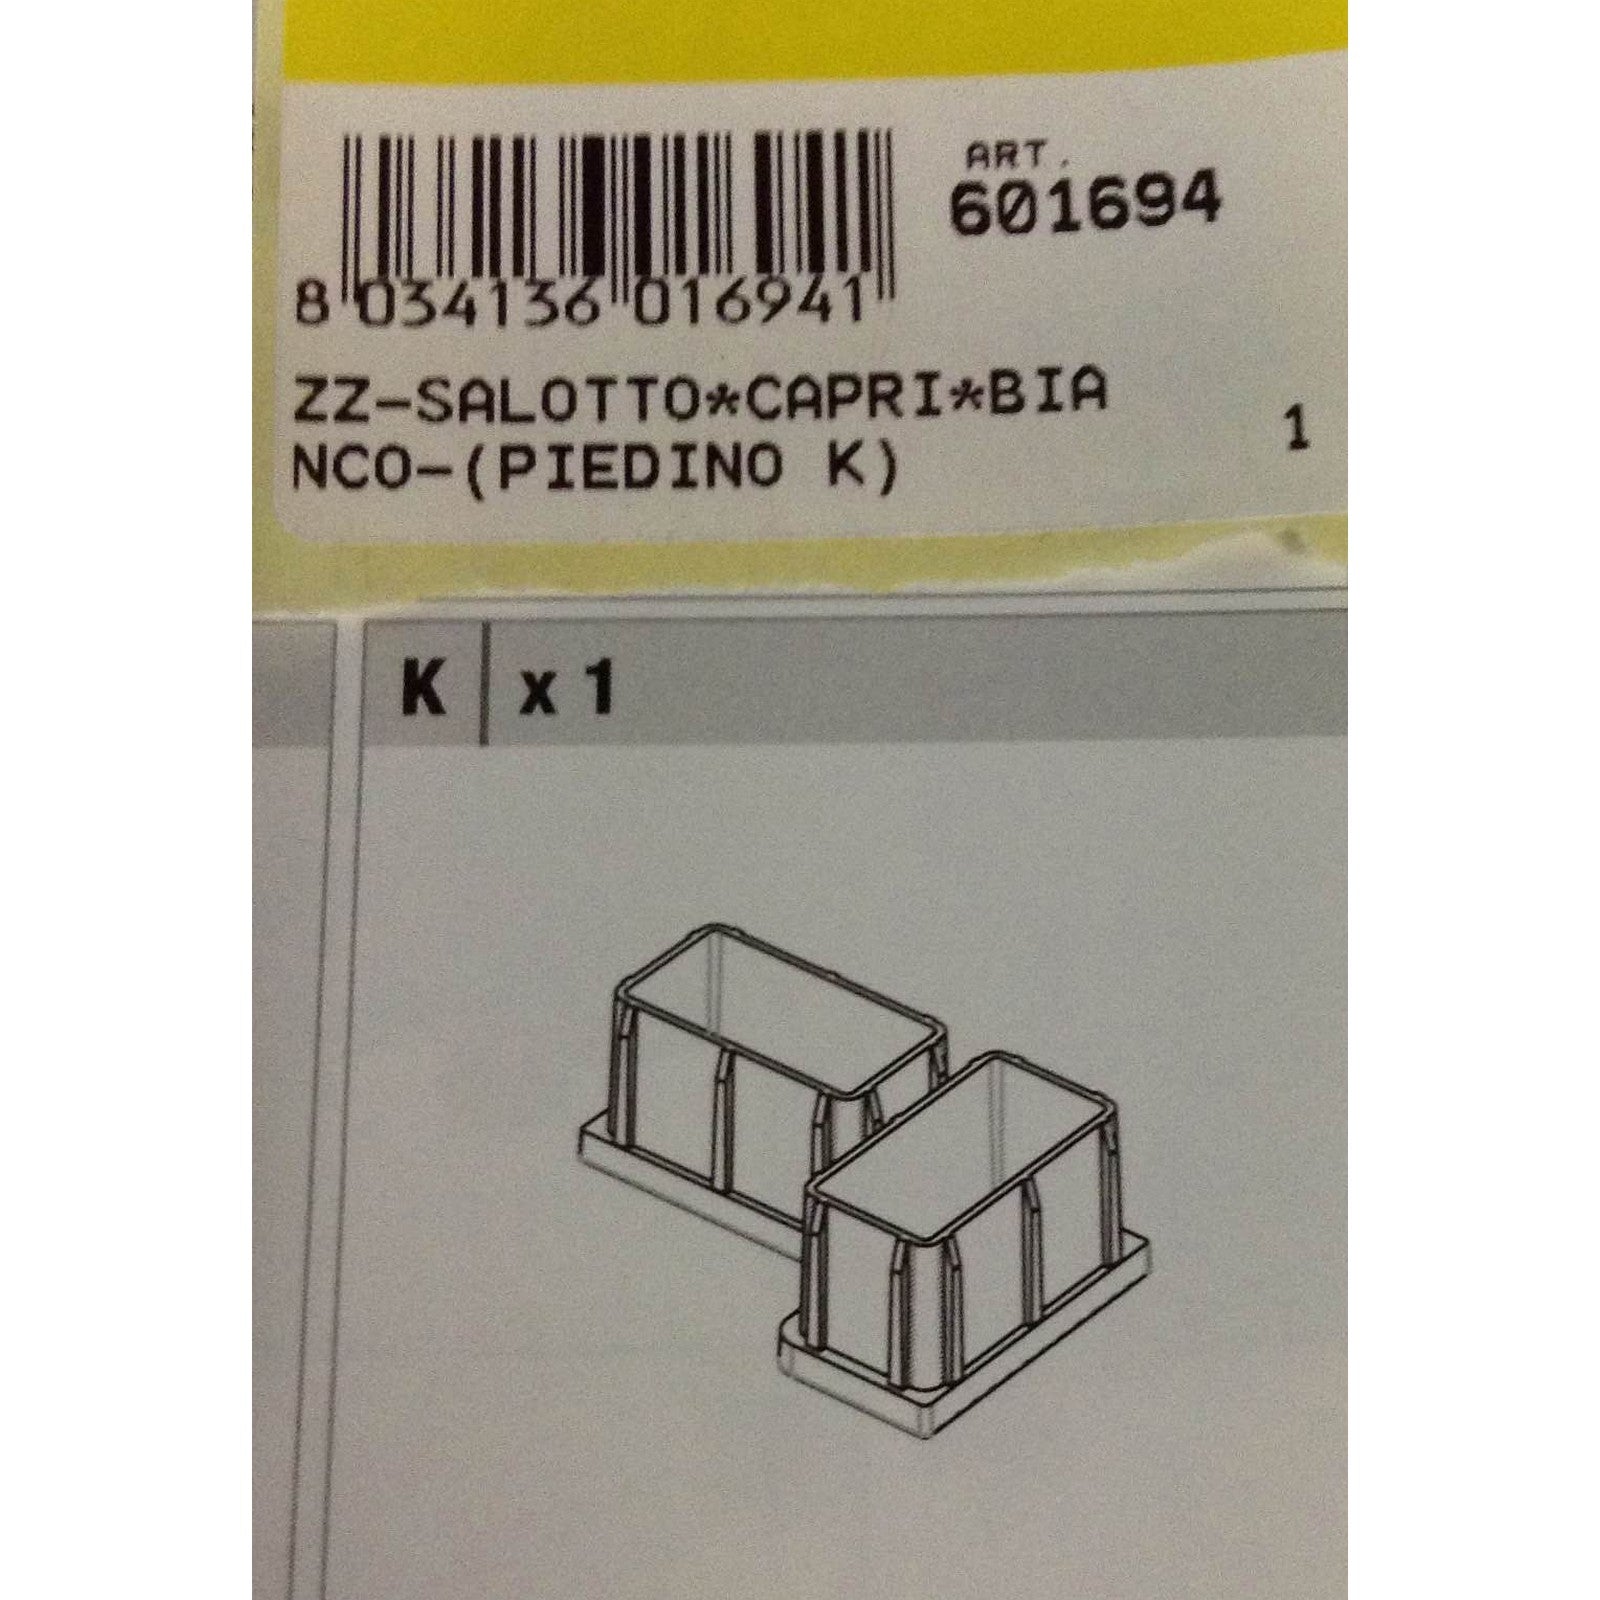 ART.
601694
8 034136 016941
ZZ-SALOTTO*CAPRI*BIA
NCO-(PIEDINO K)
1
K | x 1